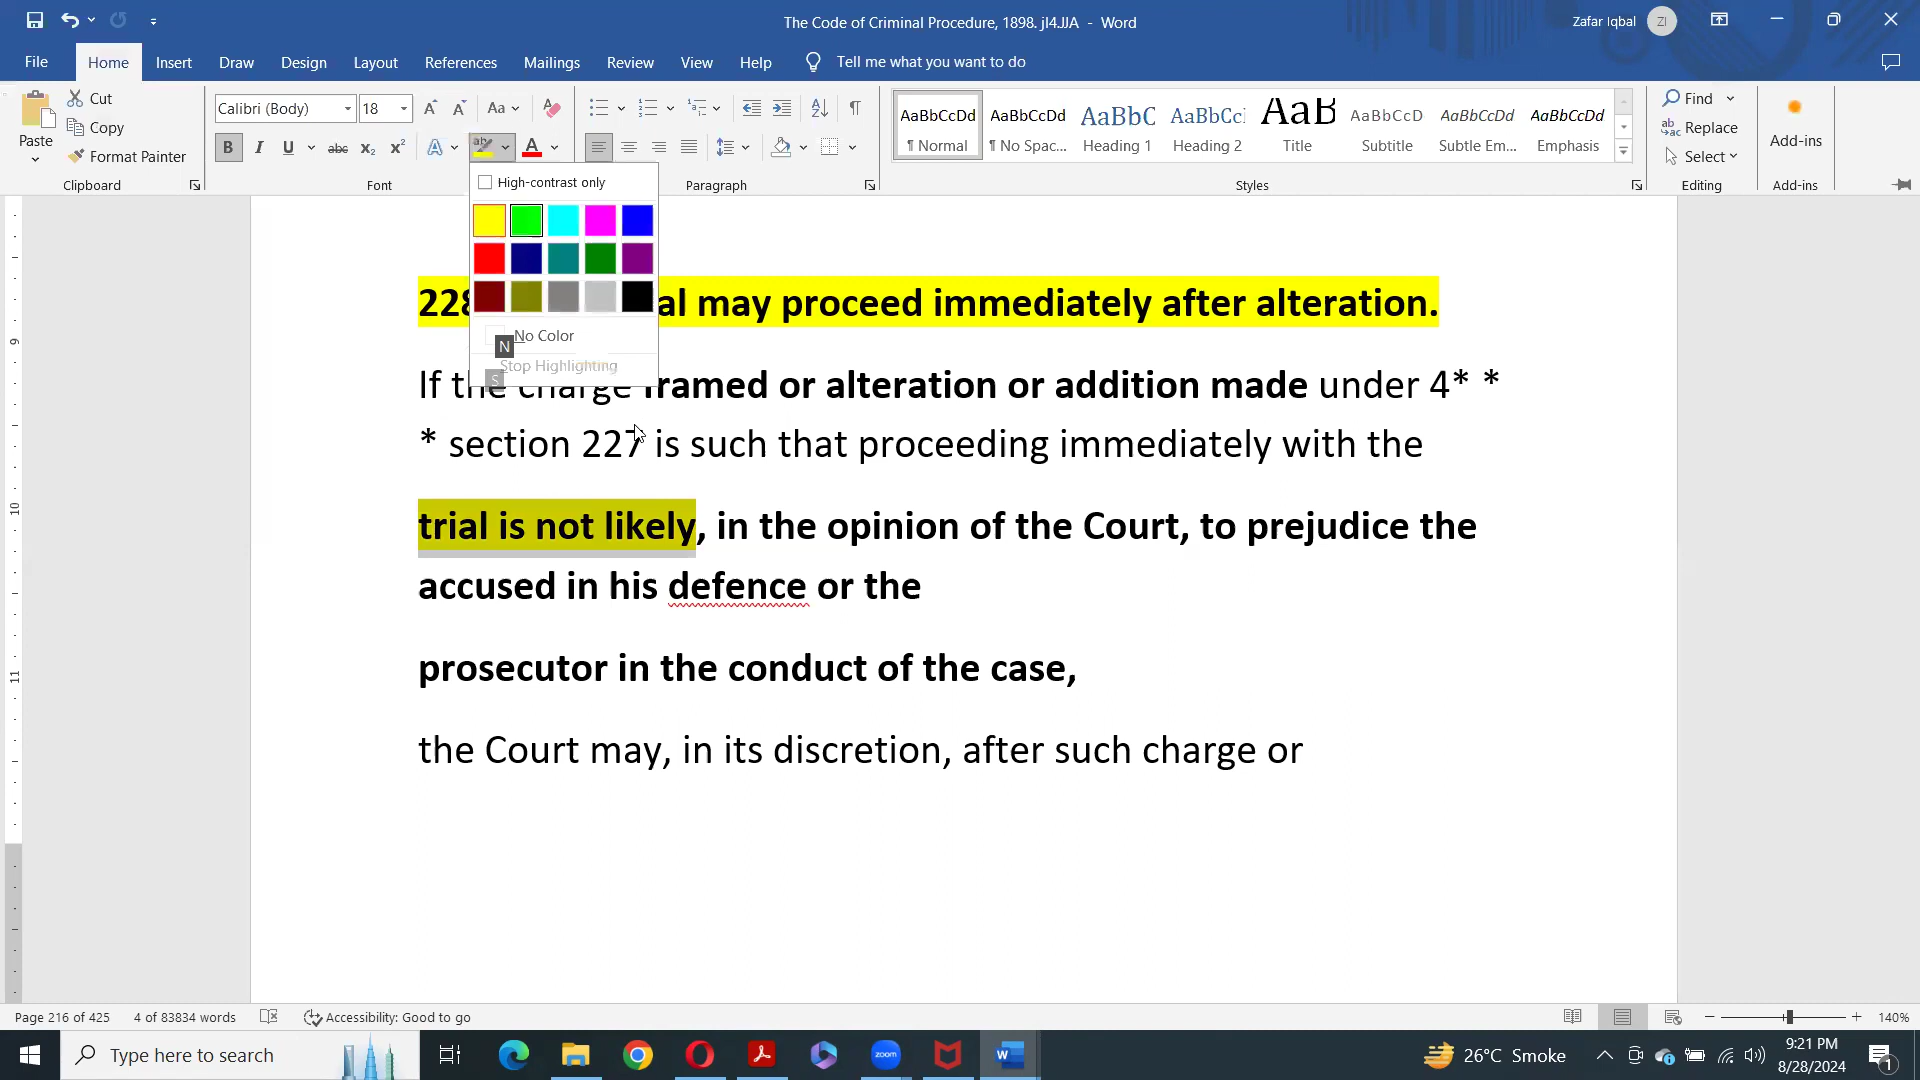 The Code of Criminal Procedure, 1898. jl4.JJA - Word
Zafar Iqbal
ZI
File
Home
Insert
Draw
Design
Layout
References
Mailings
Review
View
Help
Tell me what you want to do
Paste
Cut
Copy
Format Painter
Clipboard
Calibri (Body)
18
Font
Paragraph
AaBbCcDd
¶ Normal
AaBbCcDd
¶ No Spac...
AaBbC
Heading 1
AaBbCc
Heading 2
AaB
Title
AaBbCcD
Subtitle
AaBbCcDd
Subtle Em...
AaBbCcDd
Emphasis
Styles
Find
Replace
Select
Editing
Add-ins
Add-ins
High-contrast only
No Color
N
Stop Highlighting
S
228 al may proceed immediately after alteration.
If the charge framed or alteration or addition made under 4* *
* section 227 is such that proceeding immediately with the
trial is not likely, in the opinion of the Court, to prejudice the
accused in his defence or the
prosecutor in the conduct of the case,
the Court may, in its discretion, after such charge or
9
10
11
Page 216 of 425
4 of 83834 words
Accessibility: Good to go
140%
Type here to search
zoom
26°C Smoke
9:21 PM
8/28/2024
1